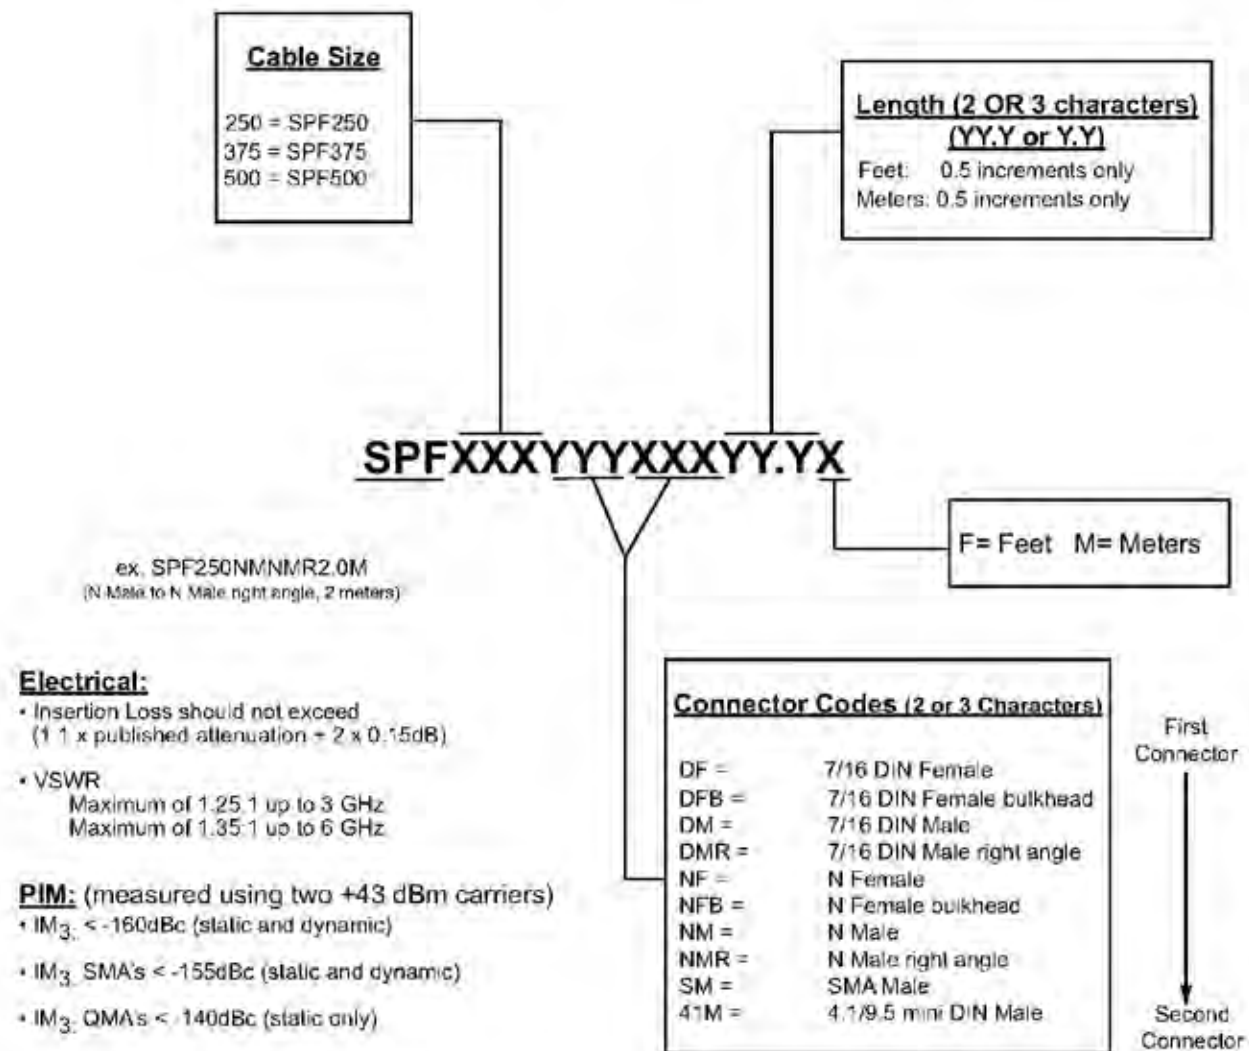 Cable Size
250 = SPF250
375 = SPF375
500 = SPF500
Length (2 OR 3 characters)
(YY.Y or Y.Y)
Feet: 0.5 increments only
Meters: 0.5 increments only
SPFXXXYYYXXXYY.YX
F= Feet M= Meters
ex. SPF250NMNMR2.0M
(N Male to N Male right angle, 2 meters)
Electrical:
• Insertion Loss should not exceed
(1.1 x published attenuation + 2 x 0.15dB)
• VSWR
Maximum of 1.25:1 up to 3 GHz
Maximum of 1.35:1 up to 6 GHz
PIM: (measured using two +43 dBm carriers)
• IM3: < -160dBc (static and dynamic)
• IM3: SMA's < -155dBc (static and dynamic)
• IM3: QMA's < -140dBc (static only)
Connector Codes (2 or 3 Characters)
DF = 7/16 DIN Female
DFB = 7/16 DIN Female bulkhead
DM = 7/16 DIN Male
DMR = 7/16 DIN Male right angle
NF = N Female
NFB = N Female bulkhead
NM = N Male
NMR = N Male right angle
SM = SMA Male
41M = 4.1/9.5 mini DIN Male
First
Connector
Second
Connector